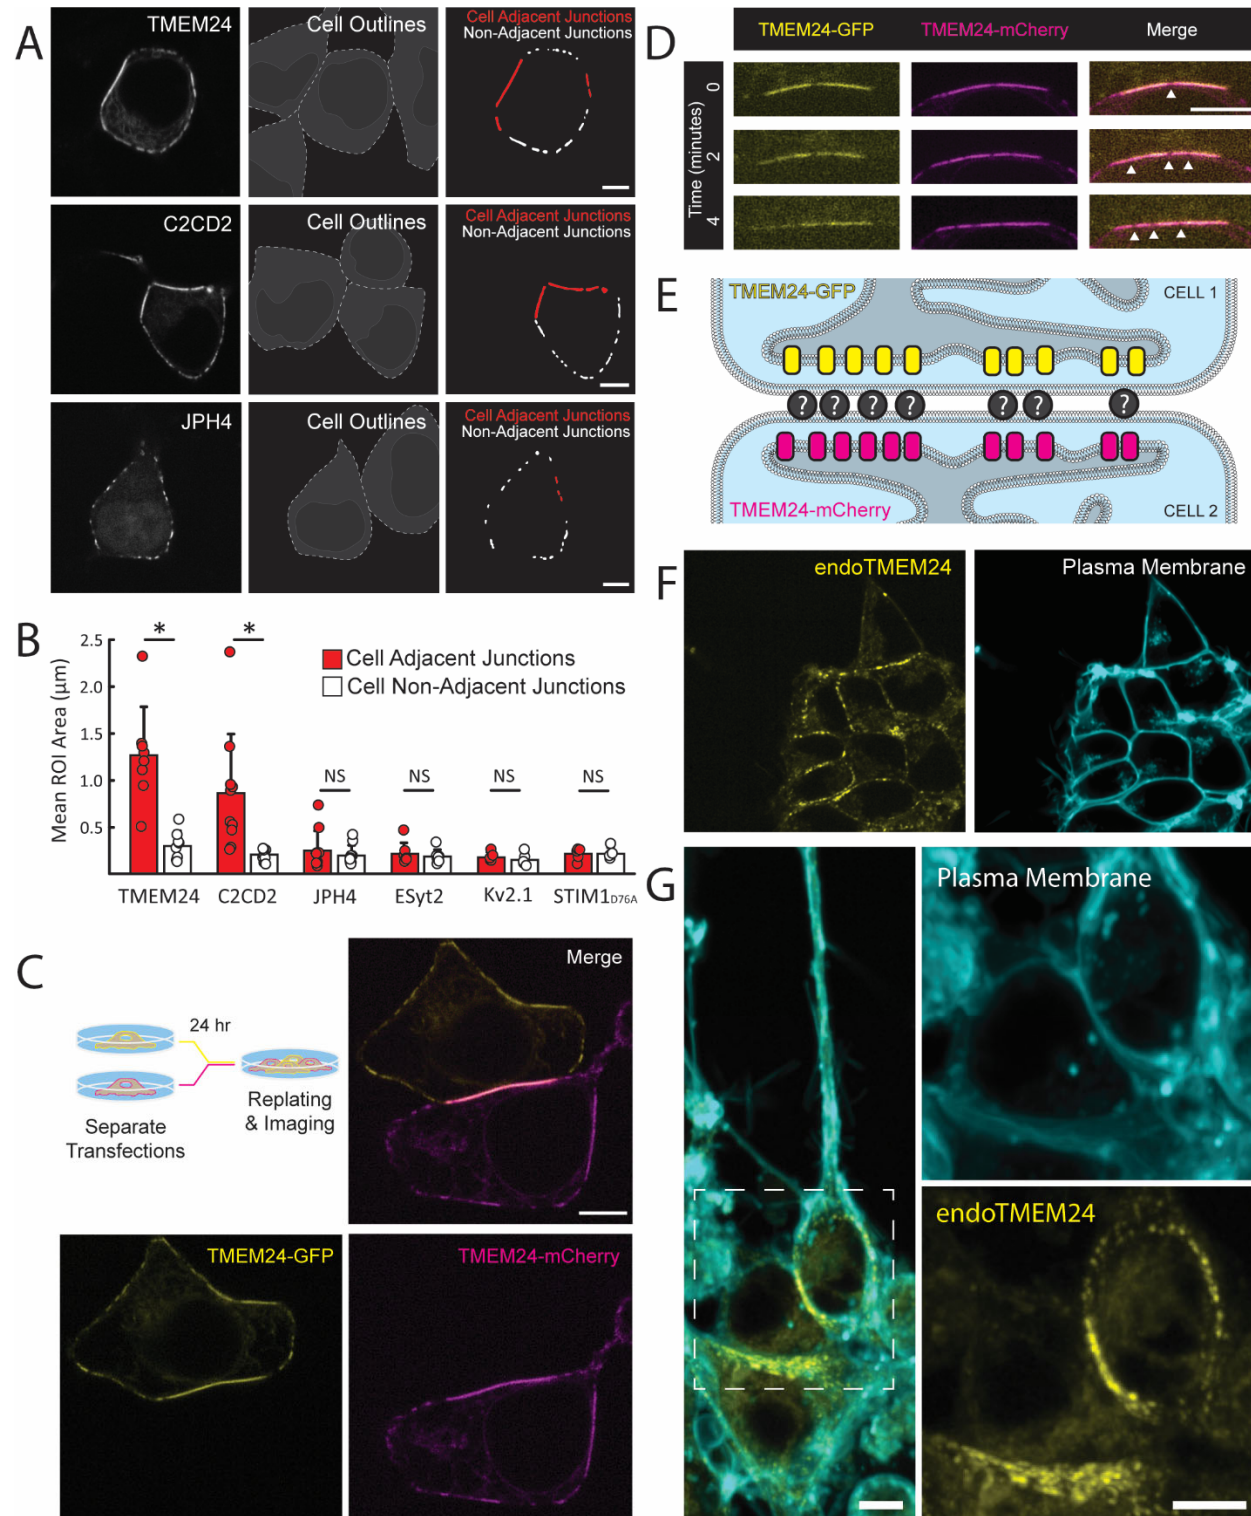 A
TMEM24
Cell Outlines
Cell Adjacent Junctions
Non-Adjacent Junctions
C2CD2
Cell Outlines
Cell Adjacent Junctions
Non-Adjacent Junctions
JPH4
Cell Outlines
Cell Adjacent Junctions
Non-Adjacent Junctions
B
Mean ROI Area (μm)
2.5
2.0
1.5
1.0
0.5
* * NS NS NS NS
Cell Adjacent Junctions
Cell Non-Adjacent Junctions
TMEM24 C2CD2 JPH4 ESyt2 Kv2.1 STIM1D76A
C
24 hr
Separate
Transfections
Replating
& Imaging
Merge
TMEM24-GFP
TMEM24-mCherry
D
TMEM24-GFP TMEM24-mCherry Merge
Time (minutes)
0
2
4
E
TMEM24-GFP
CELL 1
? ? ? ? ? ? ?
TMEM24-mCherry
CELL 2
F
endoTMEM24
Plasma Membrane
G
Plasma Membrane
endoTMEM24